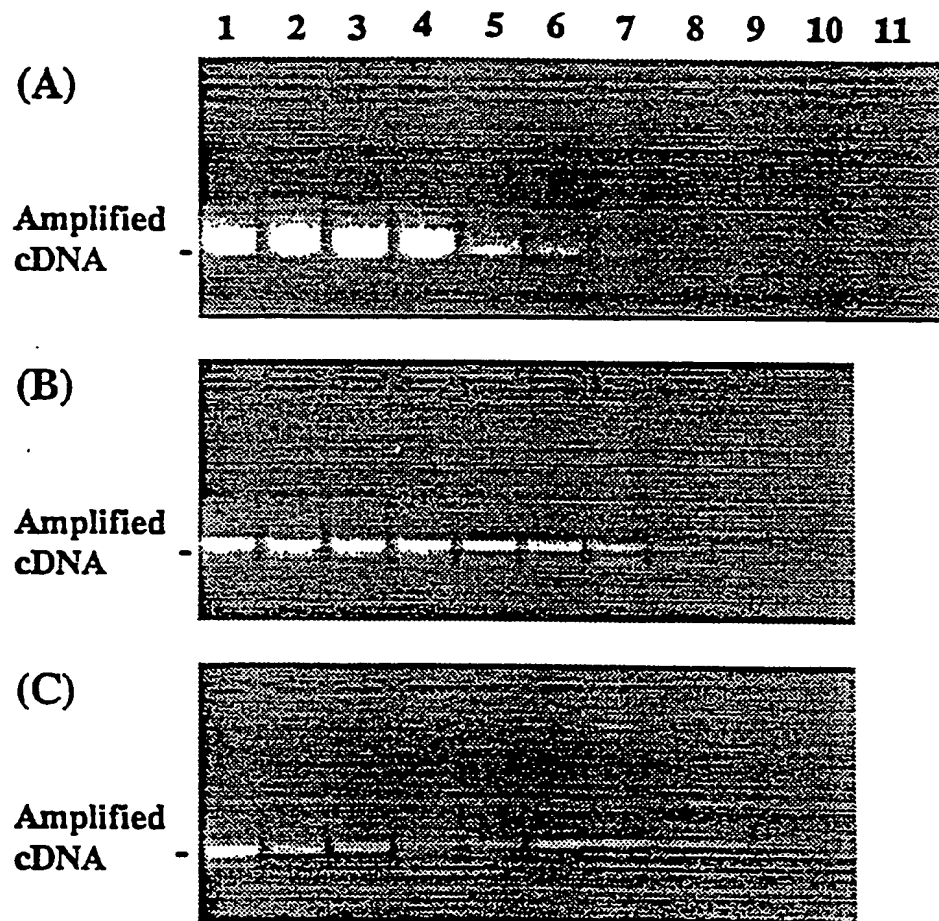 1 2 3 4 5 6 7 8 9 10 11
(A)
Amplified
cDNA
(B)
Amplified
cDNA
(C)
Amplified
cDNA